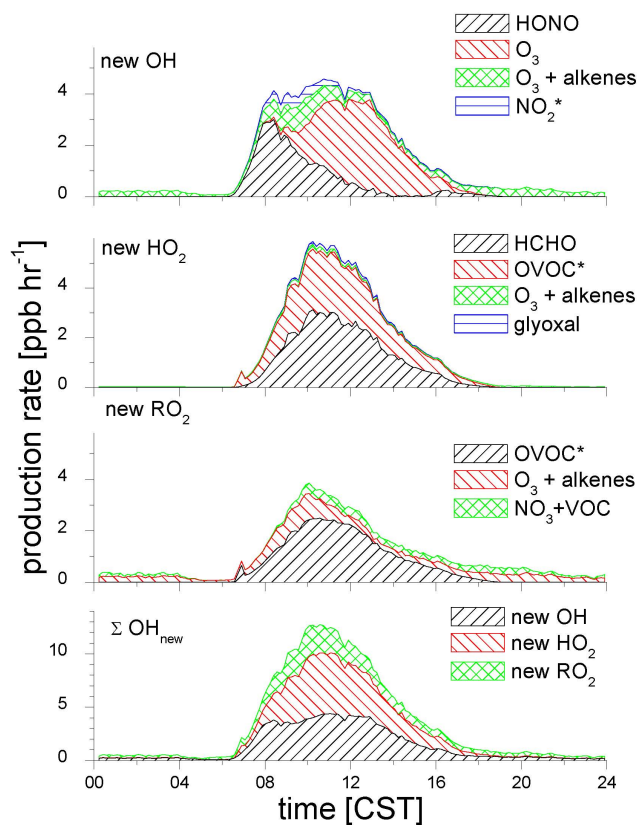 new OH
HONO
O₃
O₃ + alkenes
NO₂*
4
2
0
new HO₂
HCHO
OVOC*
O₃ + alkenes
glyoxal
4
2
0
new RO₂
OVOC*
O₃ + alkenes
NO₃+VOC
4
2
0
Σ OHₙₑw
new OH
new HO₂
new RO₂
10
5
0
00 04 08 12 16 20 24
time [CST]
production rate [ppb hr⁻¹]